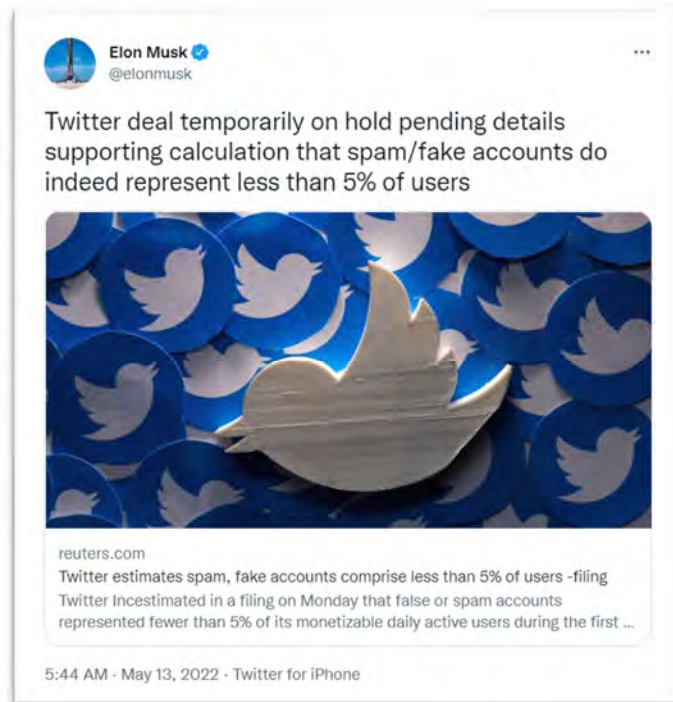 Elon Musk
@elonmusk
Twitter deal temporarily on hold pending details
supporting calculation that spam/fake accounts do
indeed represent less than 5% of users
reuters.com
Twitter estimates spam, fake accounts comprise less than 5% of users -filing
Twitter Incestimated in a filing on Monday that false or spam accounts
represented fewer than 5% of its monetizable daily active users during the first ...
5:44 AM · May 13, 2022 · Twitter for iPhone